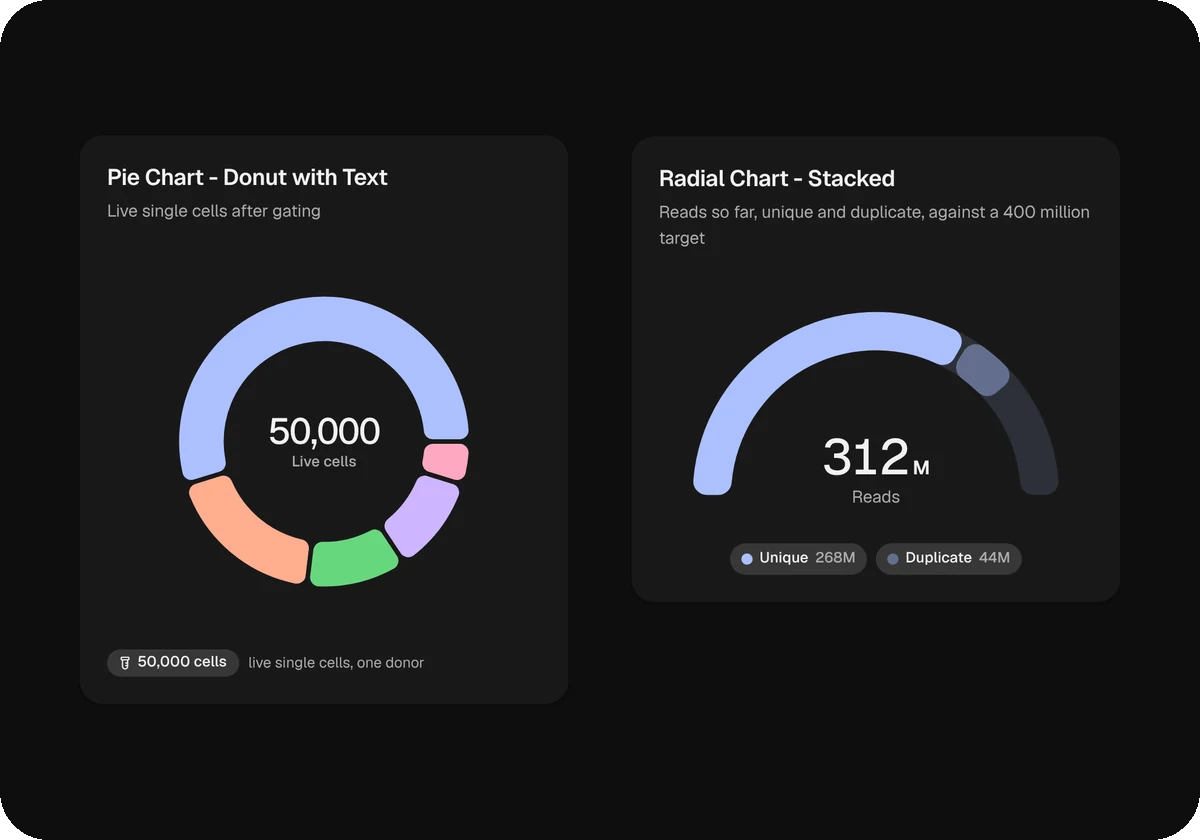 Pie Chart - Donut with Text
Live single cells after gating
50,000
Live cells
50,000 cells live single cells, one donor
Radial Chart - Stacked
Reads so far, unique and duplicate, against a 400 million
target
312 M
Reads
Unique 268M Duplicate 44M